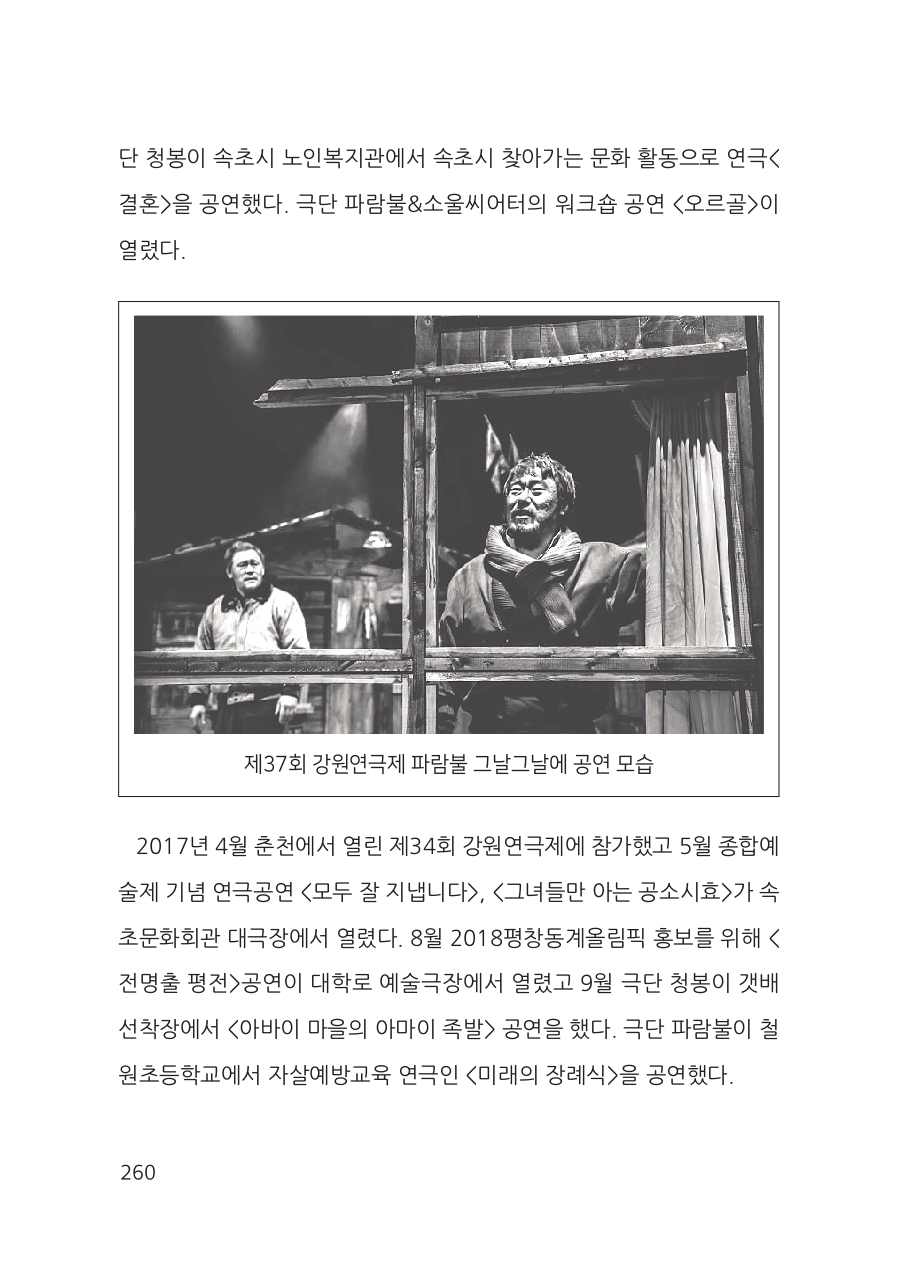 단 청봉이 속초시 노인복지관에서 속초시 찾아가는 문화 활동으로 연극<
결혼>을 공연했다. 극단 파람불&소울씨어터의 워크숍 공연 <오르골>이
열렸다.
제37회 강원연극제 파람불 그날그날에 공연 모습
2017년 4월 춘천에서 열린 제34회 강원연극제에 참가했고 5월 종합예
술제 기념 연극공연 <모두 잘 지냅니다>, <그녀들만 아는 공소시효>가 속
초문화회관 대극장에서 열렸다. 8월 2018평창동계올림픽 홍보를 위해 <
전명출 평전>공연이 대학로 예술극장에서 열렸고 9월 극단 청봉이 갯배
선착장에서 <아바이 마을의 아마이 족발> 공연을 했다. 극단 파람불이 철
원초등학교에서 자살예방교육 연극인 <미래의 장례식>을 공연했다.
260